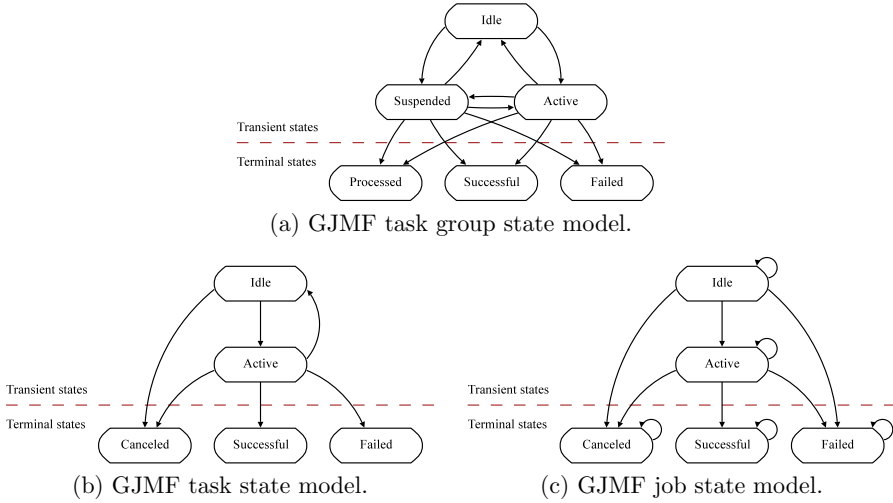 Idle
Suspended Active
Transient states
Terminal states
Processed Successful Failed
(a) GJMF task group state model.
Idle
Active
Transient states
Terminal states
Canceled Successful Failed
(b) GJMF task state model.
Idle
Active
Transient states
Terminal states
Canceled Successful Failed
(c) GJMF job state model.